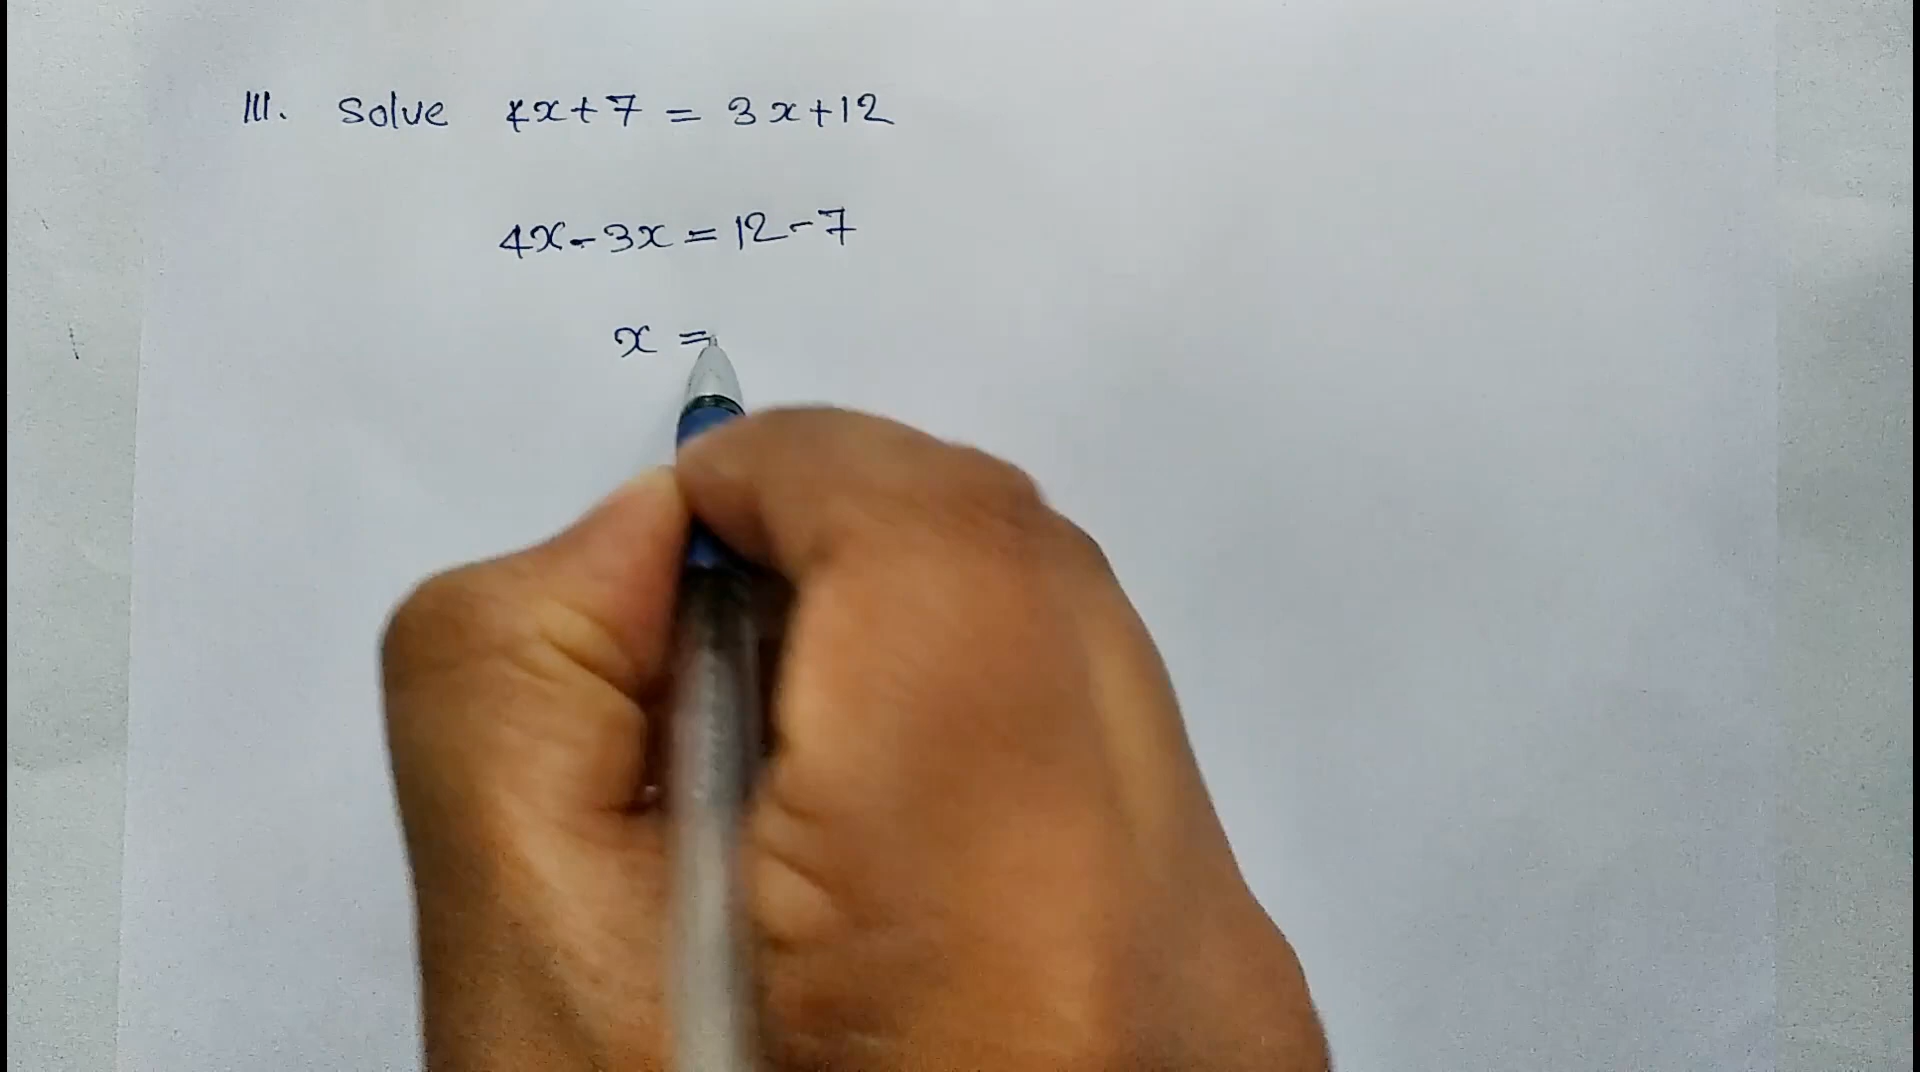 III. Solve 4x+7 = 3x+12
4x-3x = 12-7
x =